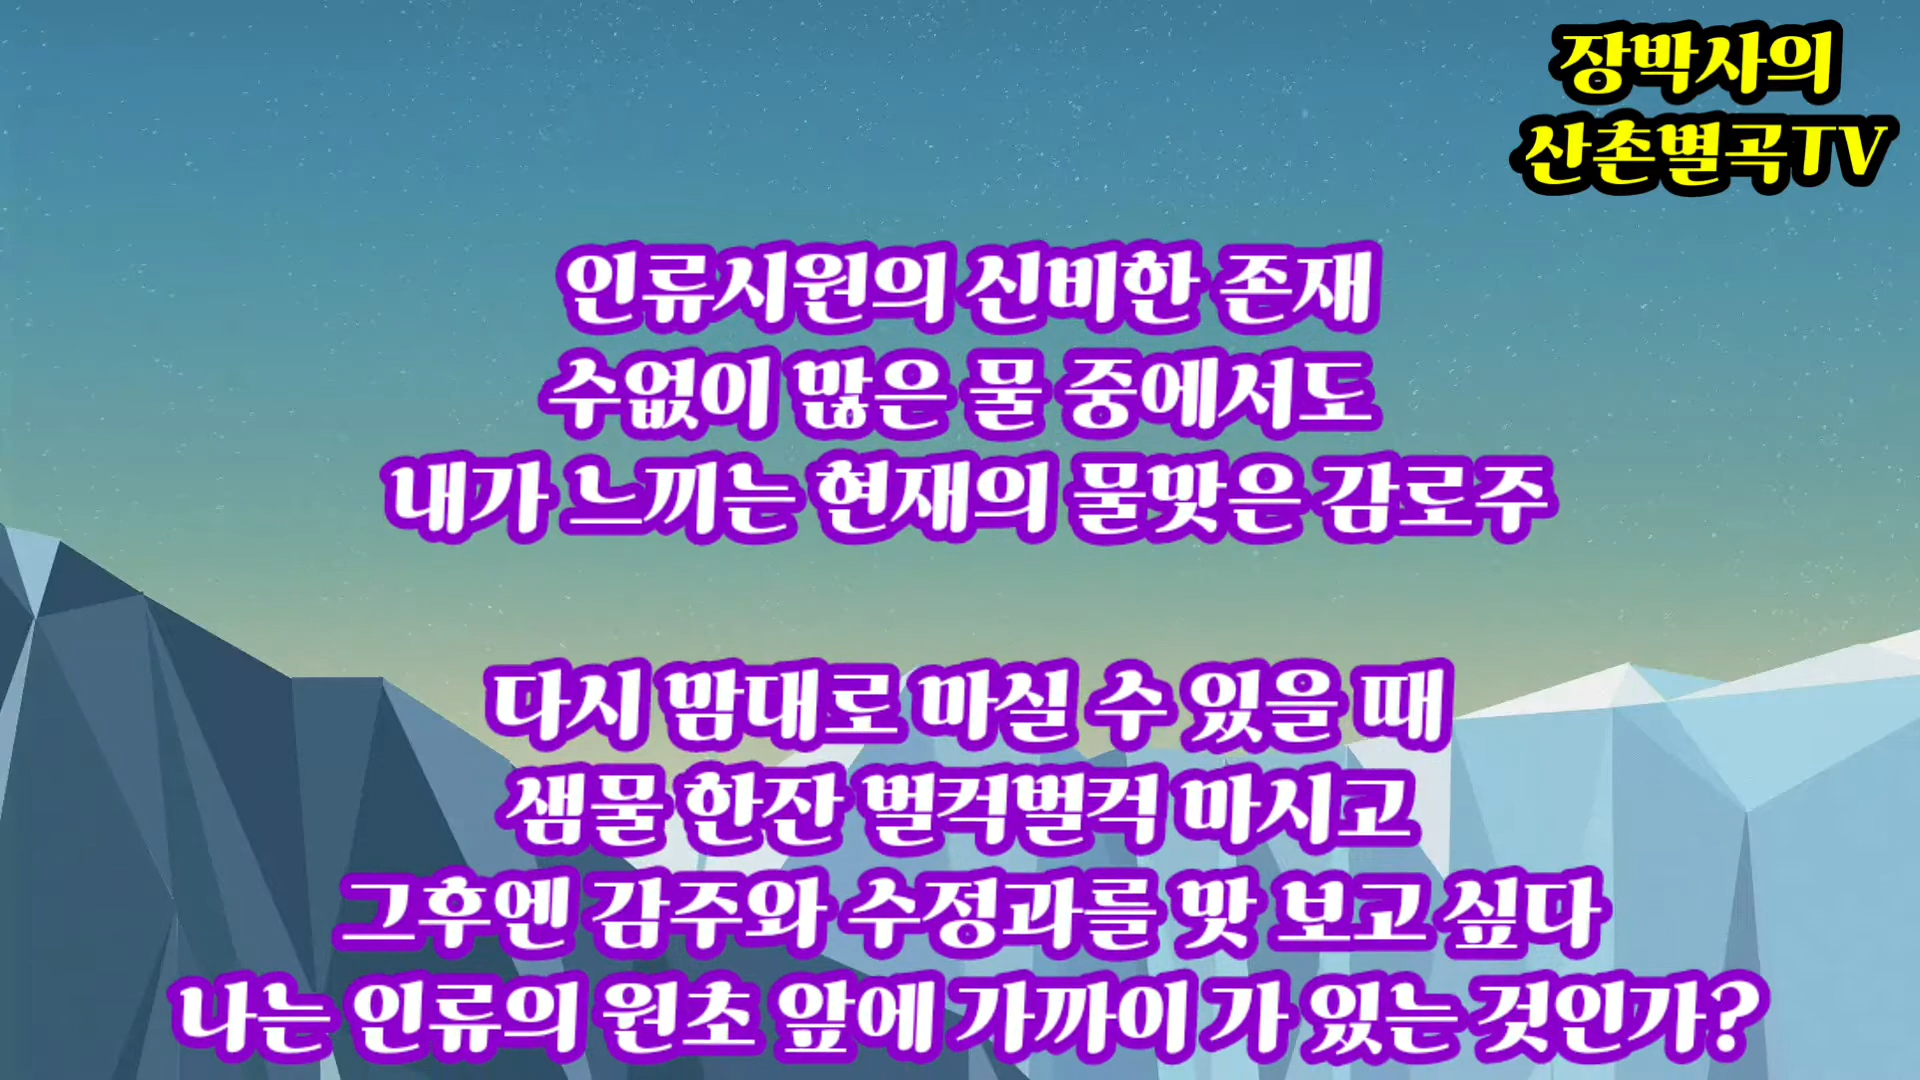 장박사의
산촌별곡TV
인류시원의 신비한 존재
수없이 많은 물 중에서도
내가 느끼는 현재의 물맛은 감로주
다시 맘대로 마실 수 있을 때
샘물 한잔 벌컥벌컥 마시고
그후엔 감주와 수정과를 맛 보고 싶다
나는 인류의 원초 앞에 가까이 가 있는 것인가?